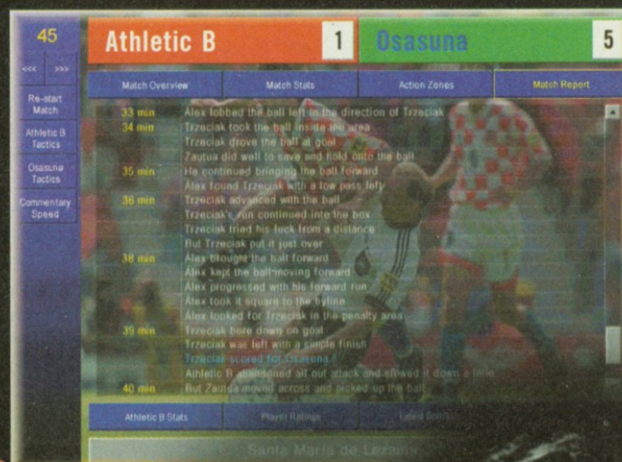 45
Athletic B 1 Osasuna 5
<<< >>>
Match Overview Match Stats Action Zones Match Report
Re-start Match
Athletic B Tactics
Osasuna Tactics
Commentary Speed
33 min Alex lobbed the ball left in the direction of Trzeciak
34 min Trzeciak took the ball inside the area
Trzeciak drove the ball at goal
Zautua did well to save and hold onto the ball
35 min He continued bringing the ball forward
Alex found Trzeciak with a low pass left
36 min Trzeciak advanced with the ball
Trzeciak's run continued into the box
Trzeciak tried his luck from a distance
But Trzeciak put it just over
38 min Alex brought the ball forward
Alex kept the ball moving forward
Alex progressed with his forward run
Alex took it square to the byline
Alex looked for Trzeciak in the penalty area
39 min Trzeciak bore down on goal
Trzeciak was left with a simple finish
Trzeciak scored for Osasuna !
Athletic B abandoned all out attack and slowed it down a little
40 min But Zautua moved across and picked up the ball
Athletic B Stats Player Ratings Latest Scores
Santa Maria de Lezama